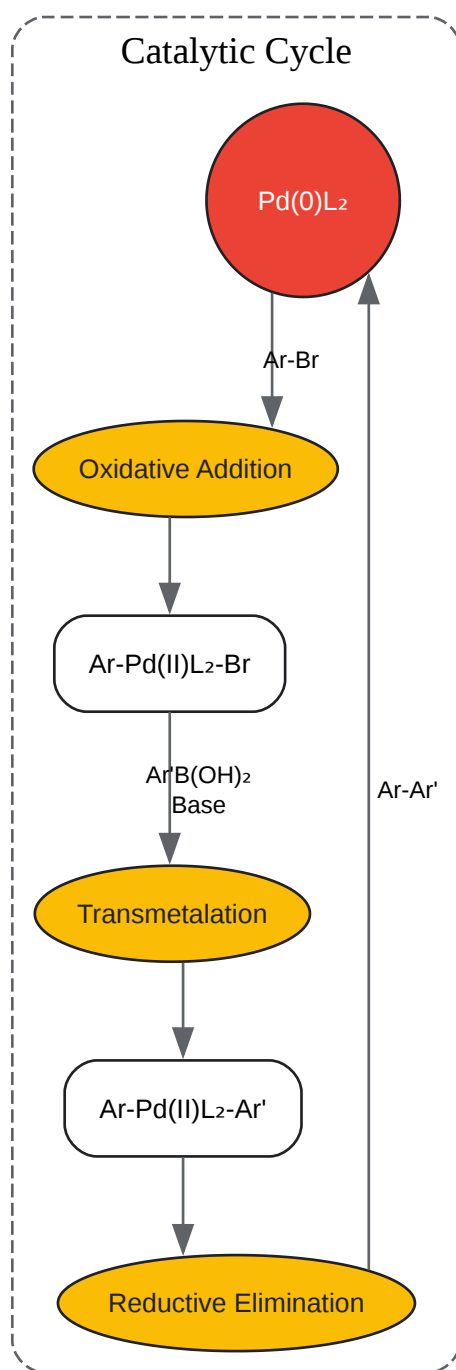 Catalytic Cycle
Pd(0)L₂
Ar-Br
Oxidative Addition
Ar-Pd(II)L₂-Br
Ar'B(OH)₂
Base
Ar-Ar'
Transmetalation
Ar-Pd(II)L₂-Ar'
Reductive Elimination